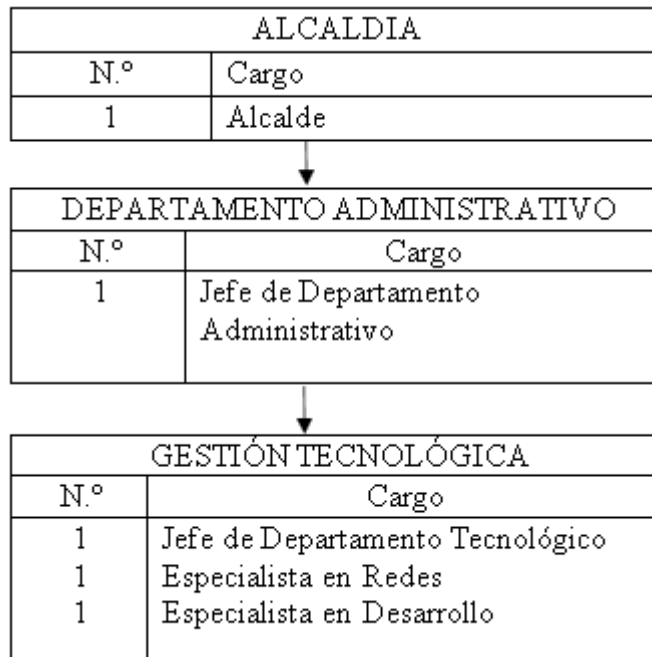 ALCALDIA
N.º Cargo
1 Alcalde
DEPARTAMENTO ADMINISTRATIVO
N.º Cargo
1 Jefe de Departamento
Administrativo
GESTIÓN TECNOLÓGICA
N.º Cargo
1 Jefe de Departamento Tecnológico
1 Especialista en Redes
1 Especialista en Desarrollo